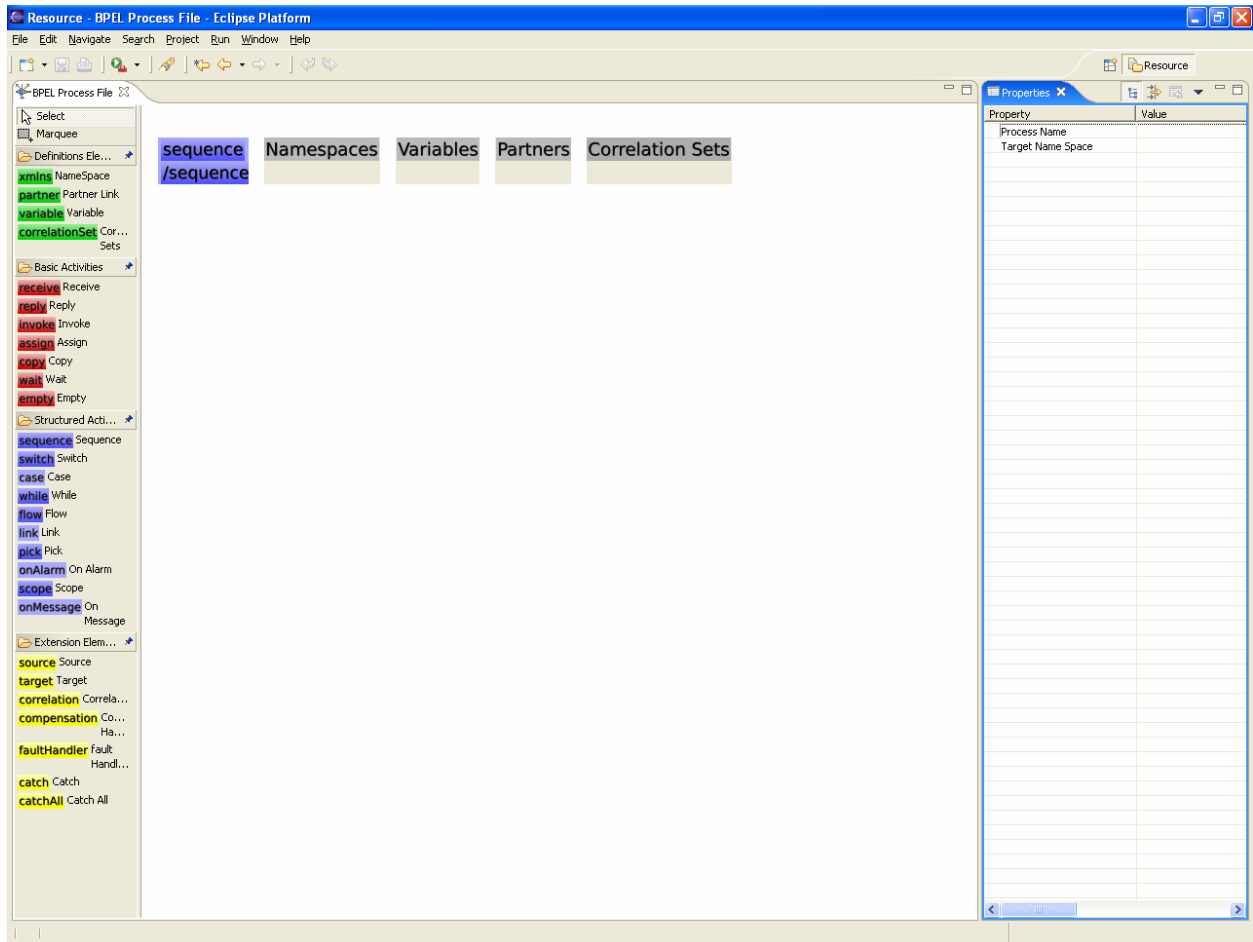 Resource - BPEL Process File - Eclipse Platform
File Edit Navigate Search Project Run Window Help
Resource
BPEL Process File
Properties
Select
Marquee
Definitions Ele...
xmlns NameSpace
partner Partner Link
variable Variable
correlationSet Cor...
Sets
Basic Activities
receive Receive
reply Reply
invoke Invoke
assign Assign
copy Copy
wait Wait
empty Empty
Structured Acti...
sequence Sequence
switch Switch
case Case
while While
flow Flow
link Link
pick Pick
onAlarm On Alarm
scope Scope
onMessage On
Message
Extension Elem...
source Source
target Target
correlation Correla...
compensation Co...
Ha...
faultHandler fault
Handl...
catch Catch
catchAll Catch All
sequence Namespaces Variables Partners Correlation Sets
/sequence
Property Value
Process Name
Target Name Space